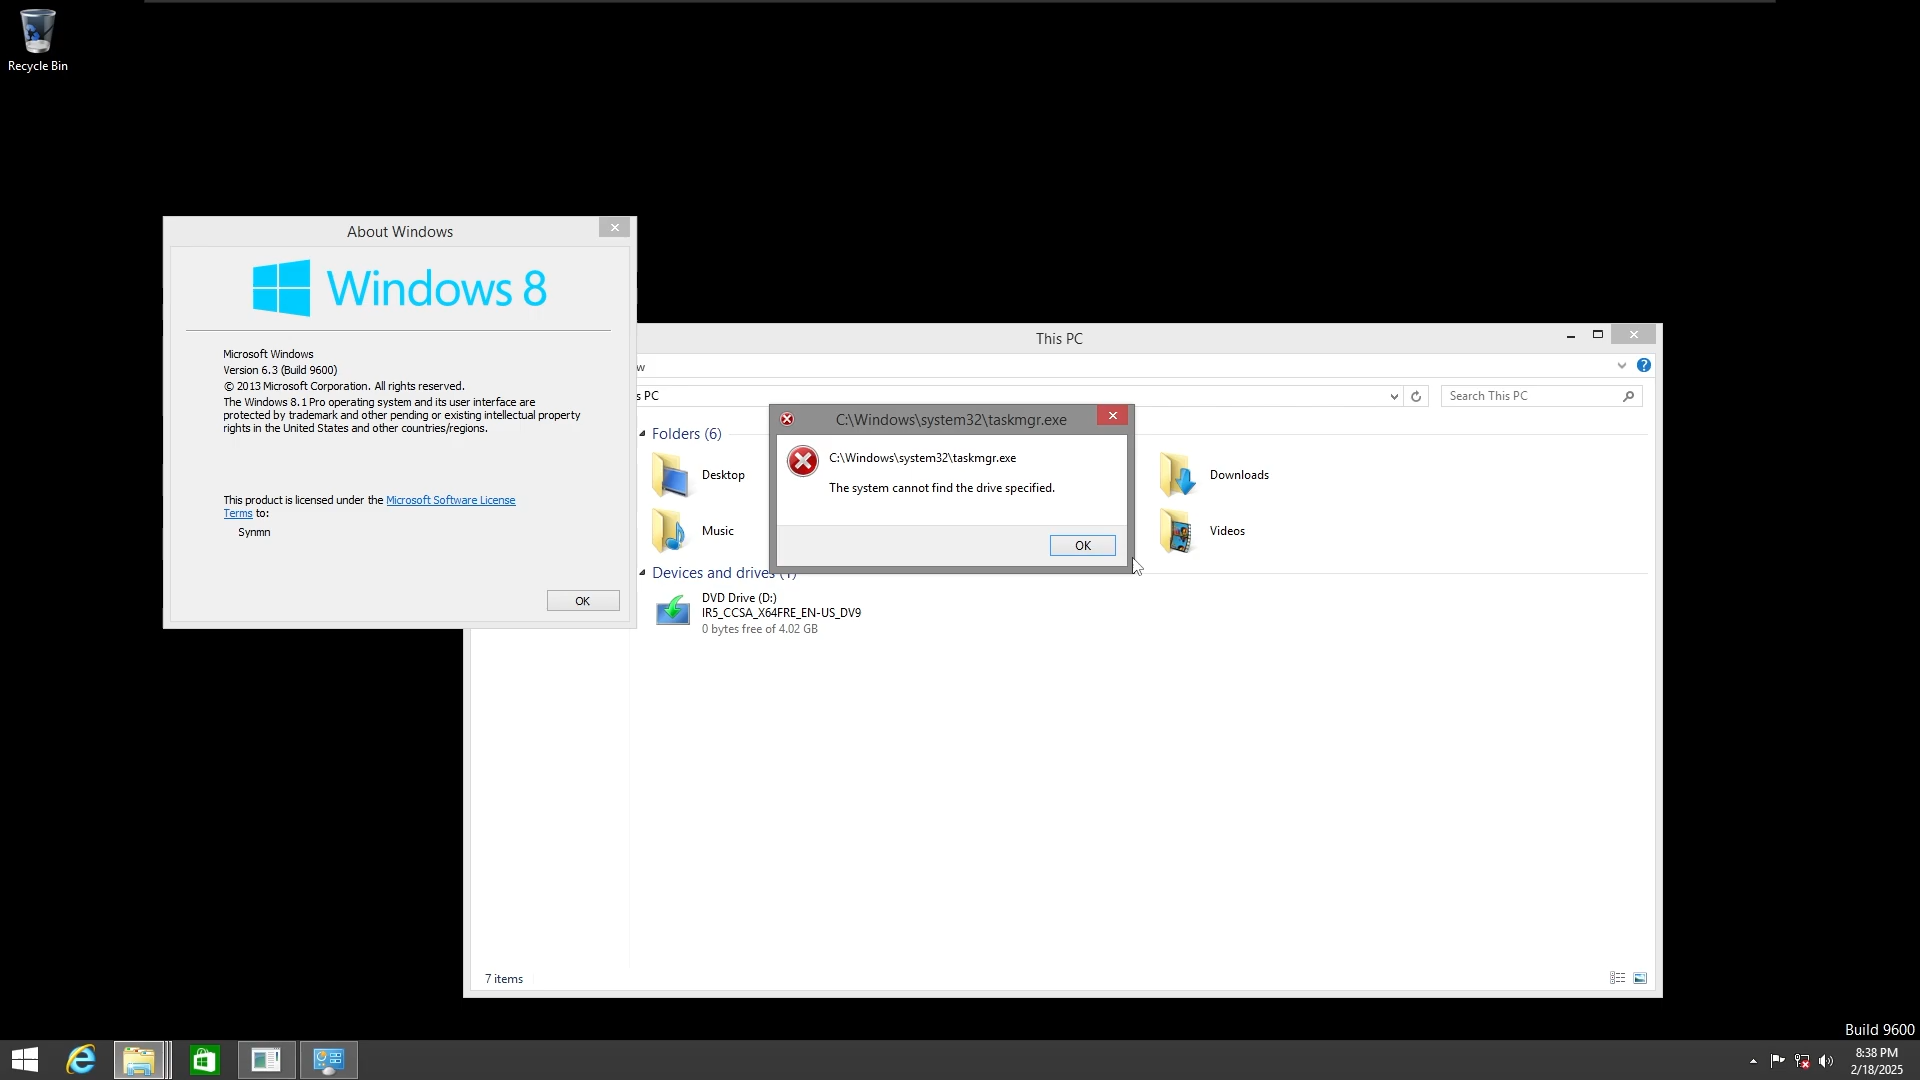 Recycle Bin
About Windows
Windows 8
Microsoft Windows
Version 6.3 (Build 9600)
© 2013 Microsoft Corporation. All rights reserved.
The Windows 8.1 Pro operating system and its user interface are
protected by trademark and other pending or existing intellectual property
rights in the United States and other countries/regions.
This product is licensed under the Microsoft Software License
Terms to:
Synmn
OK
This PC
w
s PC
Search This PC
Folders (6)
Desktop
Downloads
Music
Videos
C:\Windows\system32\taskmgr.exe
C:\Windows\system32\taskmgr.exe
The system cannot find the drive specified.
OK
Devices and drives (1)
DVD Drive (D:)
IR5_CCSA_X64FRE_EN-US_DV9
0 bytes free of 4.02 GB
7 items
Build 9600
8:38 PM
2/18/2025